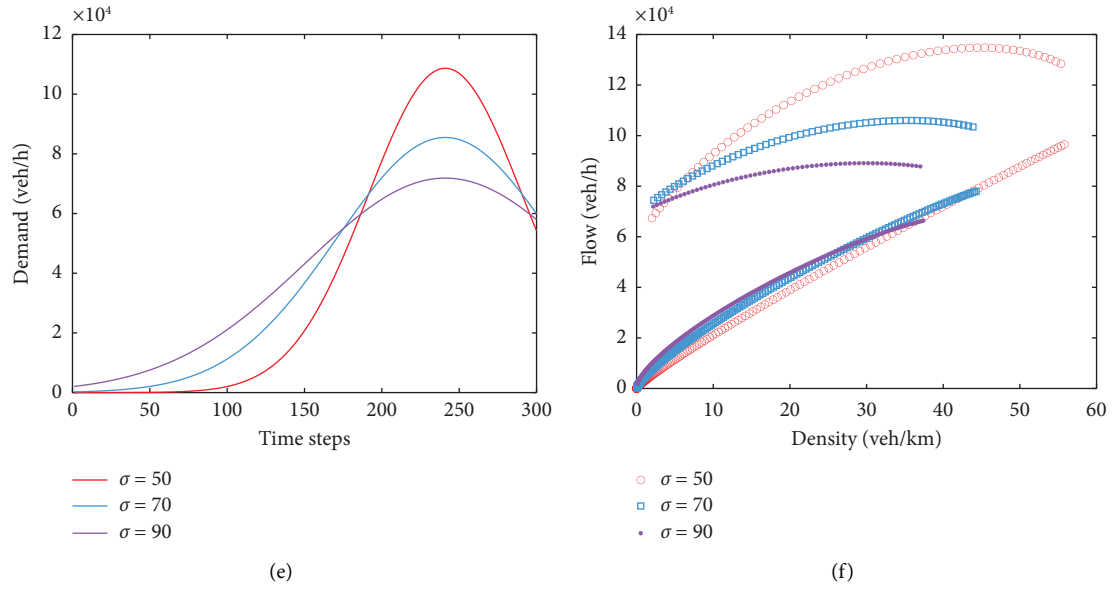 ×10⁴
12
10
8
6
4
2
0
Demand (veh/h)
0 50 100 150 200 250 300
Time steps
σ = 50
σ = 70
σ = 90
(e)
×10⁴
14
12
10
8
6
4
2
0
Flow (veh/h)
0 10 20 30 40 50 60
Density (veh/km)
σ = 50
σ = 70
σ = 90
(f)